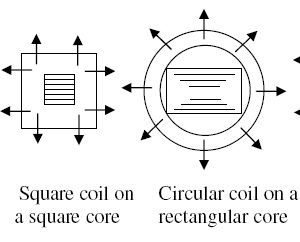 Square coil on
a square core
Circular coil on a
rectangular core